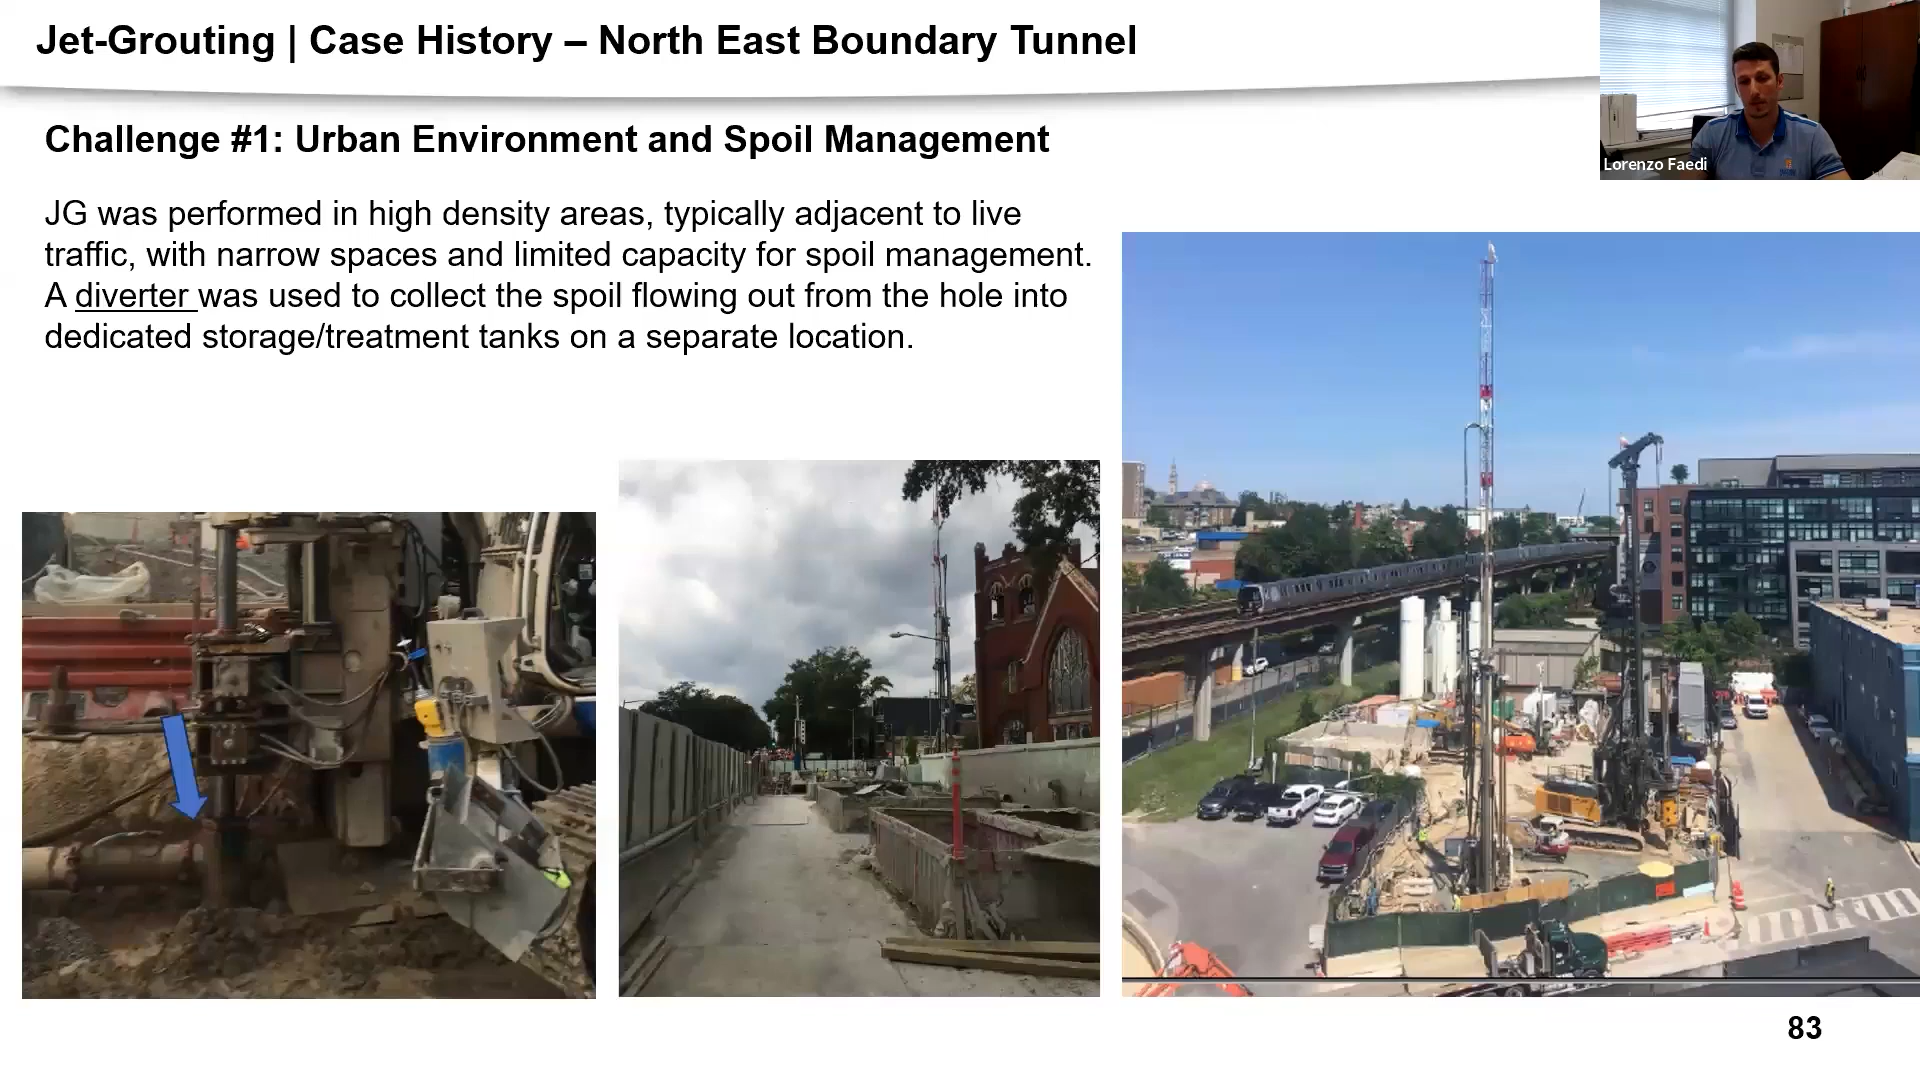 Jet-Grouting | Case History – North East Boundary Tunnel
Lorenzo Faedi
Challenge #1: Urban Environment and Spoil Management
JG was performed in high density areas, typically adjacent to live
traffic, with narrow spaces and limited capacity for spoil management.
A diverter was used to collect the spoil flowing out from the hole into
dedicated storage/treatment tanks on a separate location.
83